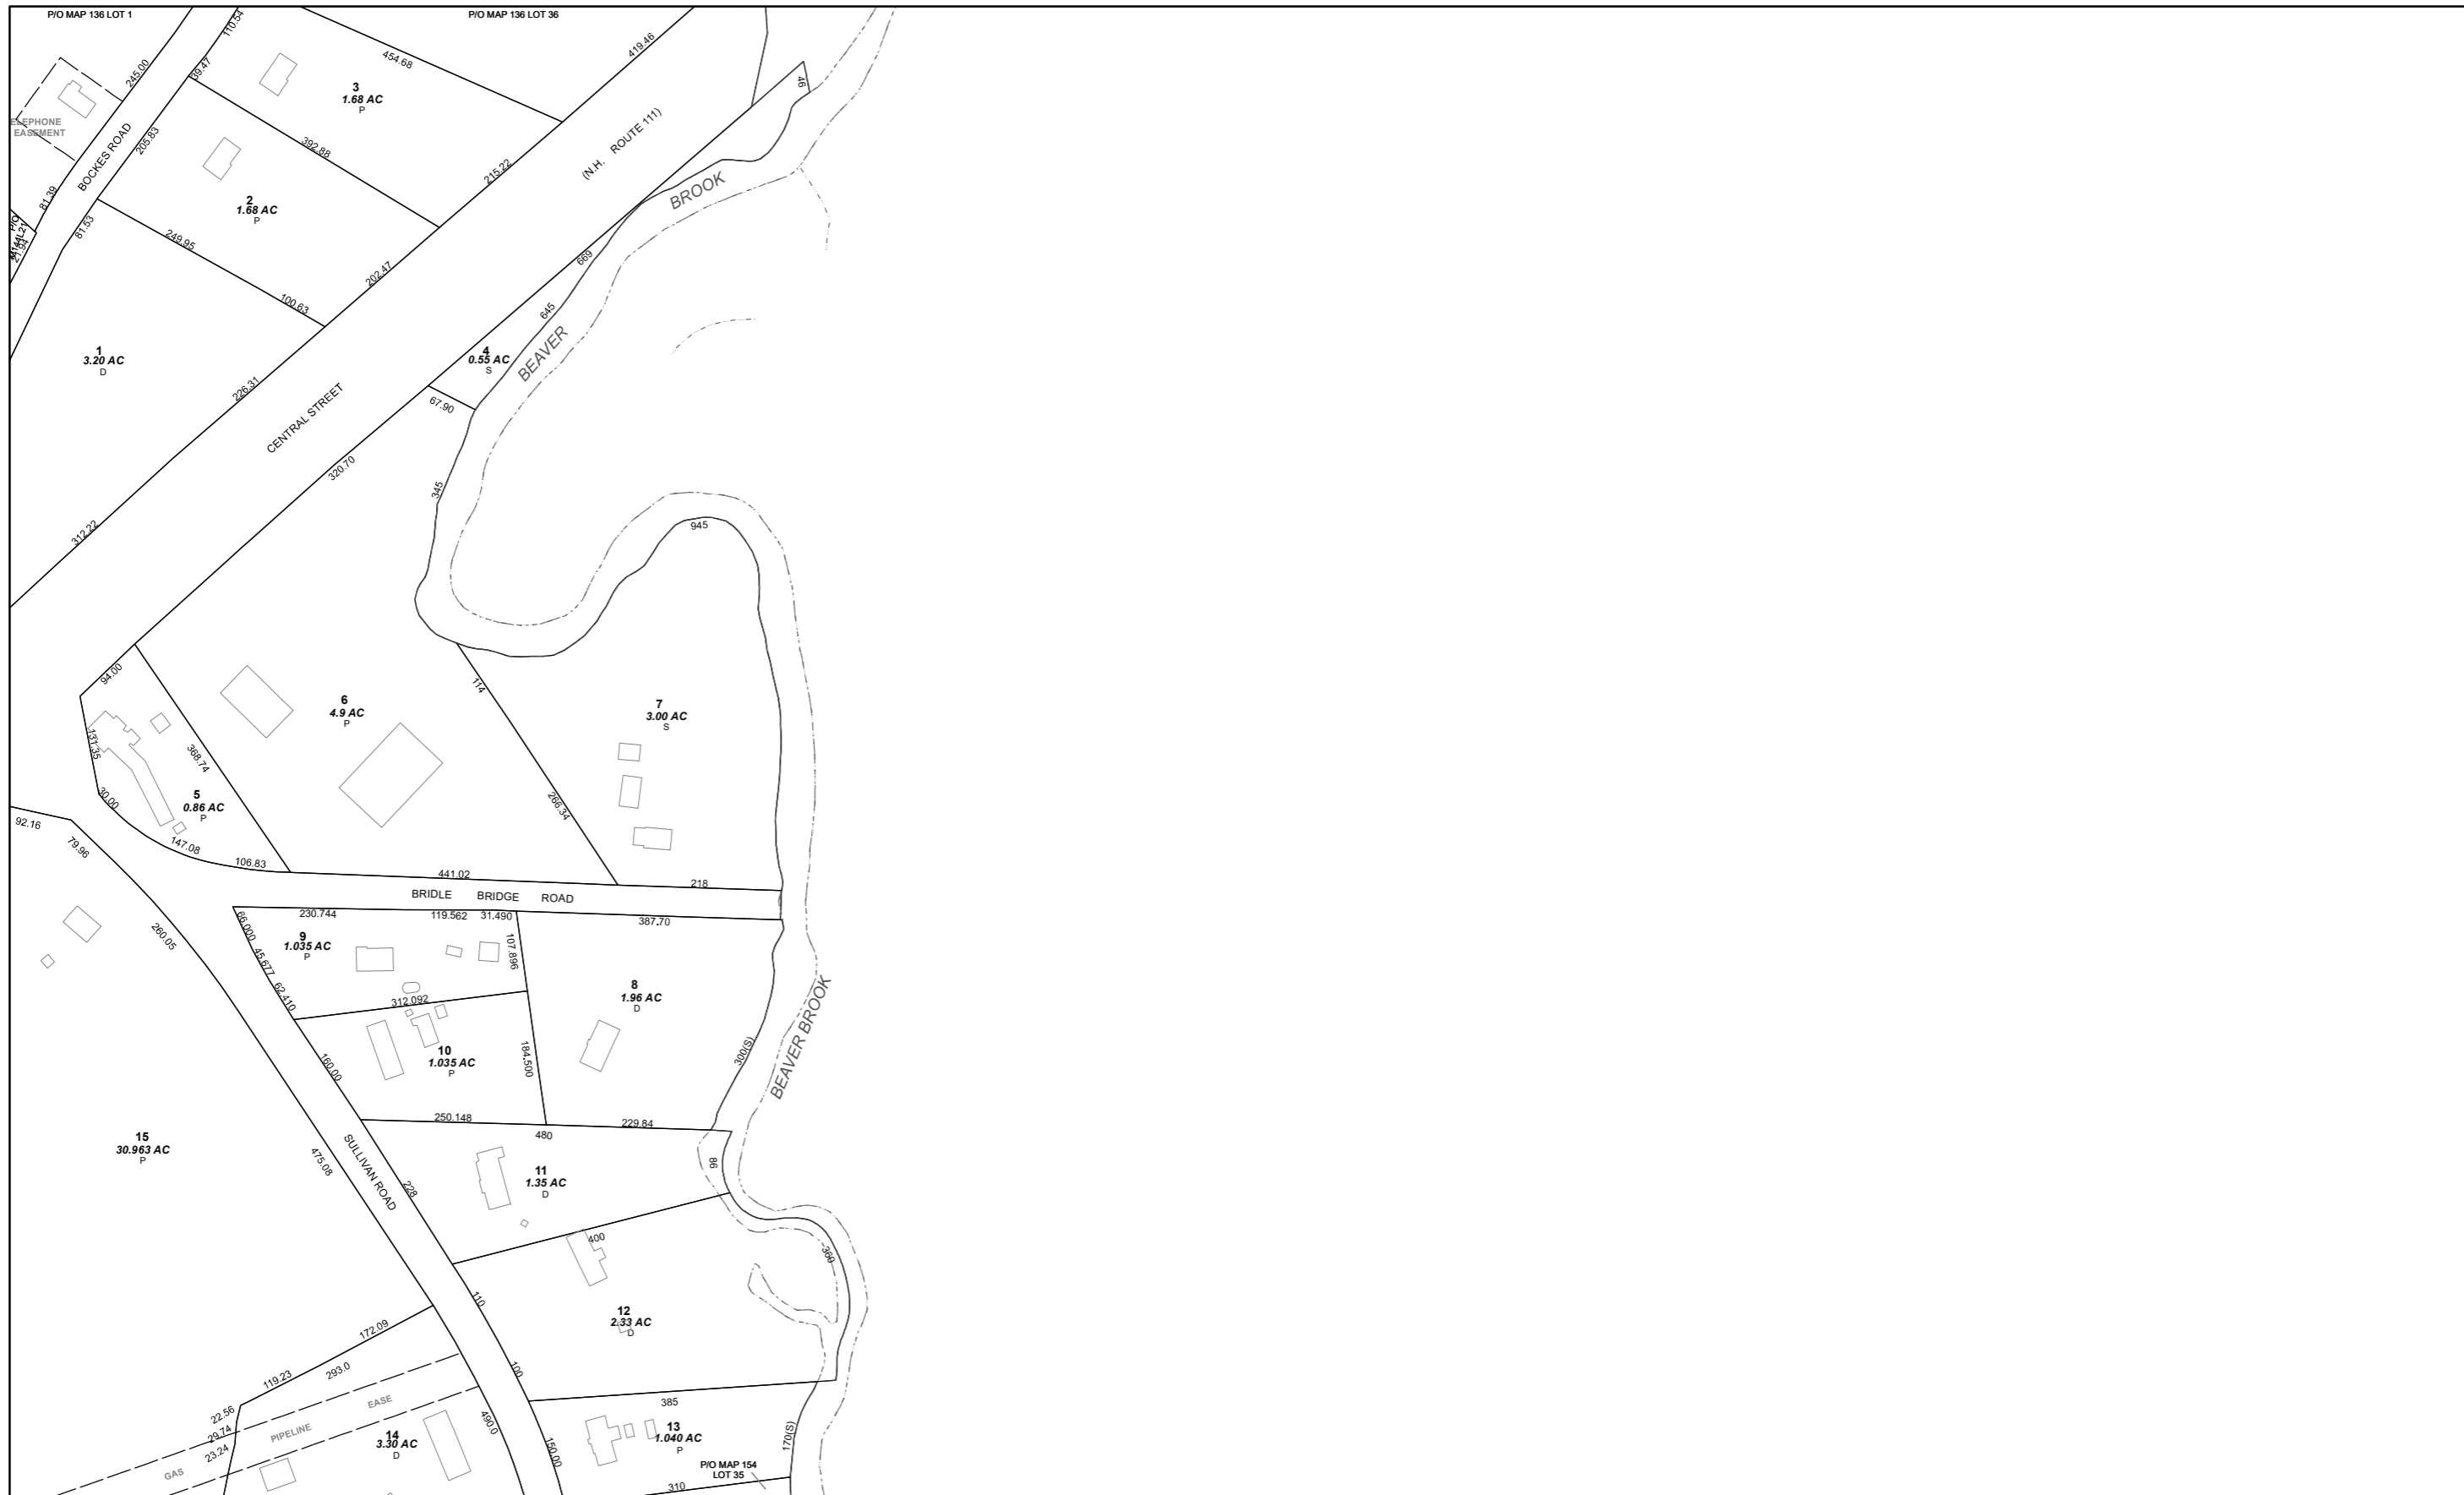 P/O MAP 136 LOT 1
P/O MAP 136 LOT 36
110.54
245.00
39.47
454.68
419.46
46
3
1.68 AC
P
ELEPHONE
EASEMENT
BOCKES ROAD
205.83
392.88
215.22
(N.H. ROUTE 111)
81.39
81.53
2
1.68 AC
P
BROOK
P/O
21.94
249.95
202.47
669
100.63
645
BEAVER
1
3.20 AC
D
4
0.55 AC
S
226.31
67.90
CENTRAL STREET
320.70
345
312.22
945
94.00
114
6
4.9 AC
P
7
3.00 AC
S
131.35
368.74
5
0.86 AC
P
30.00
266.34
92.16
79.96
147.08
106.83
441.02
218
BRIDLE BRIDGE ROAD
230.744
119.562
31.490
387.70
66.000
260.05
9
1.035 AC
P
107.896
45.677
62.410
312.092
8
1.96 AC
D
BEAVER BROOK
10
1.035 AC
P
160.00
184.500
300(S)
250.148
229.84
480
15
30.963 AC
P
SULLIVAN ROAD
475.08
228
11
1.35 AC
D
86
400
360
110
12
2.33 AC
D
172.09
119.23
293.0
100
385
22.56
29.74
23.24
GAS PIPELINE EASE
490.0
14
3.30 AC
D
13
1.040 AC
P
150.00
170(S)
P/O MAP 154
LOT 35
310